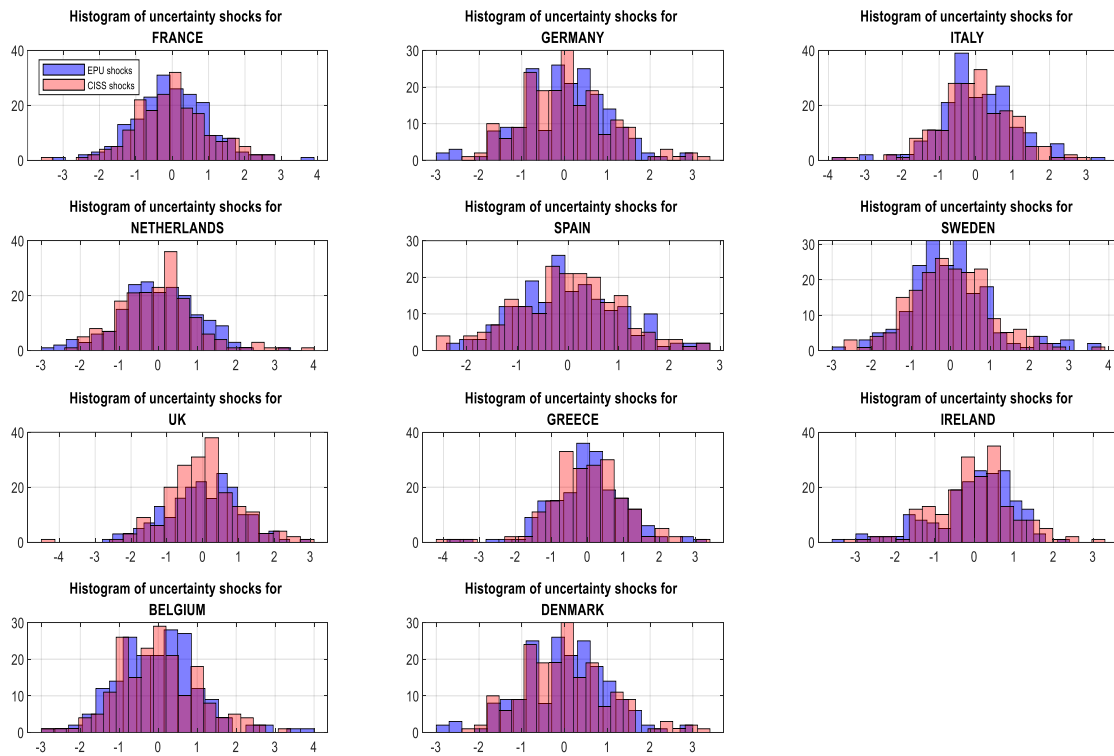 Histogram of uncertainty shocks for
FRANCE
40
20
0
EPU shocks
CISS shocks
-3 -2 -1 0 1 2 3 4
Histogram of uncertainty shocks for
GERMANY
30
20
10
0
-3 -2 -1 0 1 2 3
Histogram of uncertainty shocks for
ITALY
40
20
0
-4 -3 -2 -1 0 1 2 3
Histogram of uncertainty shocks for
NETHERLANDS
40
20
0
-3 -2 -1 0 1 2 3 4
Histogram of uncertainty shocks for
SPAIN
30
20
10
0
-2 -1 0 1 2 3
Histogram of uncertainty shocks for
SWEDEN
30
20
10
0
-3 -2 -1 0 1 2 3 4
Histogram of uncertainty shocks for
UK
40
20
0
-4 -3 -2 -1 0 1 2 3
Histogram of uncertainty shocks for
GREECE
40
20
0
-4 -3 -2 -1 0 1 2 3
Histogram of uncertainty shocks for
IRELAND
40
20
0
-3 -2 -1 0 1 2 3
Histogram of uncertainty shocks for
BELGIUM
30
20
10
0
-3 -2 -1 0 1 2 3 4
Histogram of uncertainty shocks for
DENMARK
30
20
10
0
-3 -2 -1 0 1 2 3